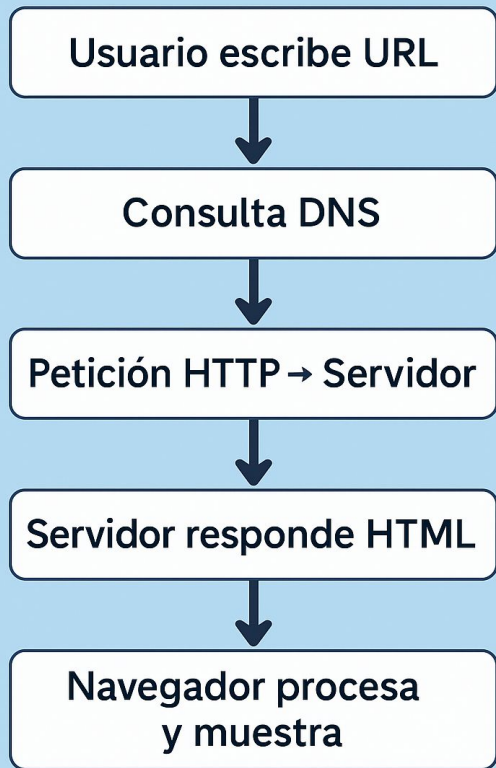 Usuario escribe URL
Consulta DNS
Petición HTTP → Servidor
Servidor responde HTML
Navegador procesa
y muestra